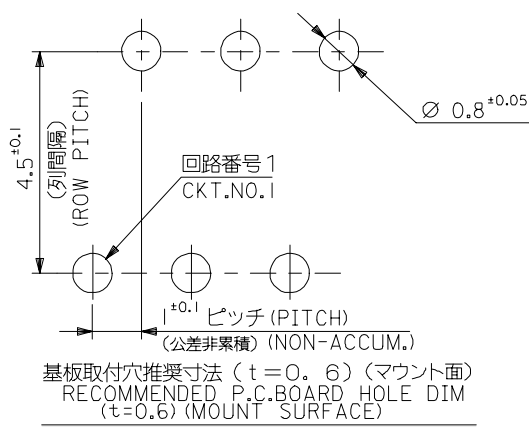 Ø 0.8±0.05
4.5±0.1
(列間隔)
(ROW PITCH)
回路番号1
CKT.NO.1
1±0.1 ピッチ(PITCH)
(公差非累積)(NON-ACCUM.)
基板取付穴推奨寸法(t=0.6)(マウント面)
RECOMMENDED P.C.BOARD HOLE DIM
(t=0.6)(MOUNT SURFACE)